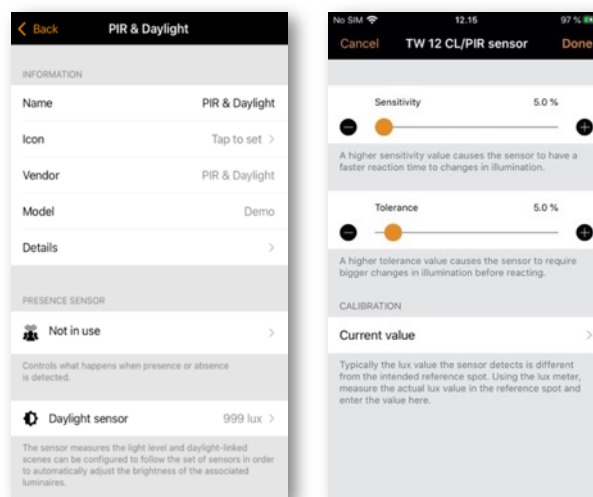 Back
PIR & Daylight
INFORMATION
Name PIR & Daylight
Icon Tap to set
Vendor PIR & Daylight
Model Demo
Details
PRESENCE SENSOR
Not in use
Controls what happens when presence or absence
is detected.
Daylight sensor 999 lux
The sensor measures the light level and daylight-linked
scenes can be configured to follow the set of sensors in order
to automatically adjust the brightness of the associated
luminaires.
No SIM 12.15 97 %
Cancel TW 12 CL/PIR sensor Done
Sensitivity 5.0 %
A higher sensitivity value causes the sensor to have a
faster reaction time to changes in illumination.
Tolerance 5.0 %
A higher tolerance value causes the sensor to require
bigger changes in illumination before reacting.
CALIBRATION
Current value
Typically the lux value the sensor detects is different
from the intended reference spot. Using the lux meter,
measure the actual lux value in the reference spot and
enter the value here.